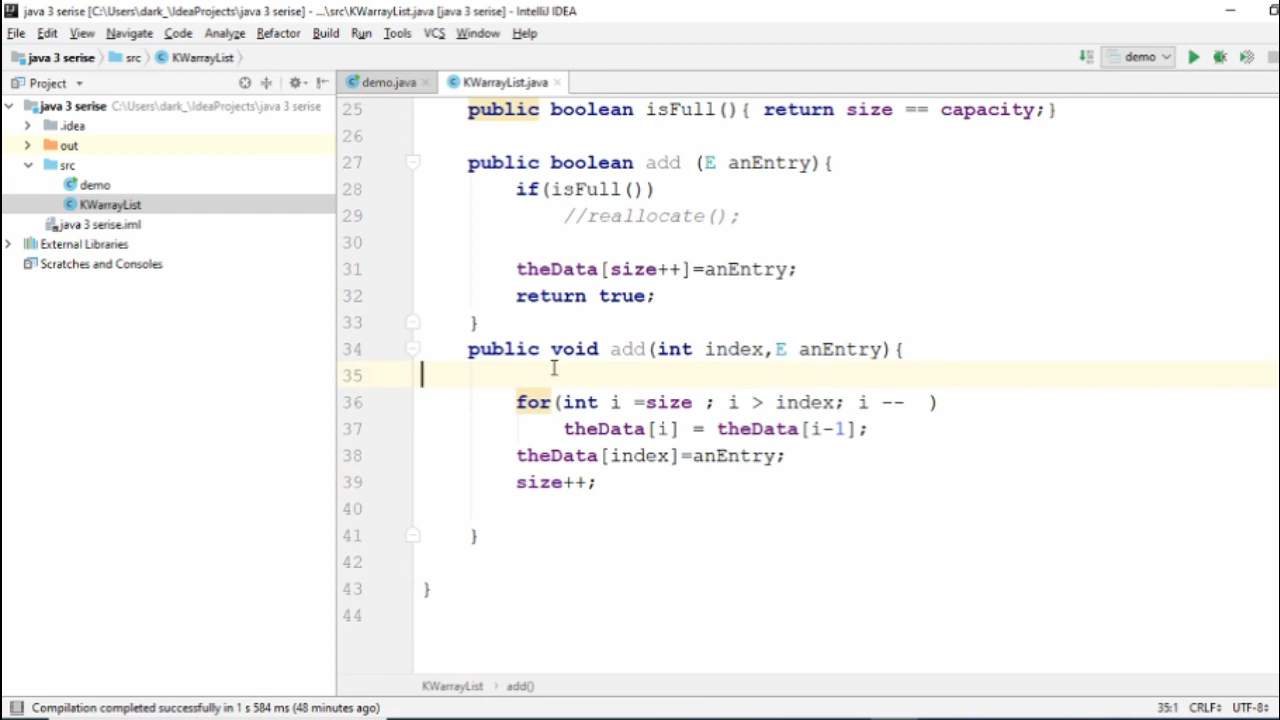 java 3 serise [C:\Users\dark_\IdeaProjects\java 3 serise] - ...\src\KWarrayList.java [java 3 serise] - IntelliJ IDEA
File Edit View Navigate Code Analyze Refactor Build Run Tools VCS Window Help
java 3 serise src KWarrayList demo
Project demo.java KWarrayList.java
java 3 serise C:\Users\dark_\IdeaProjects\java 3 serise
.idea
out
src
demo
KWarrayList
java 3 serise.iml
External Libraries
Scratches and Consoles
25 public boolean isFull(){ return size == capacity;}
26
27 public boolean add (E anEntry){
28 if(isFull())
29 //reallocate();
30
31 theData[size++]=anEntry;
32 return true;
33 }
34 public void add(int index,E anEntry){
35
36 for(int i =size ; i > index; i -- )
37 theData[i] = theData[i-1];
38 theData[index]=anEntry;
39 size++;
40
41 }
42
43 }
44
KWarrayList add()
Compilation completed successfully in 1 s 584 ms (48 minutes ago) 35:1 CRLF UTF-8